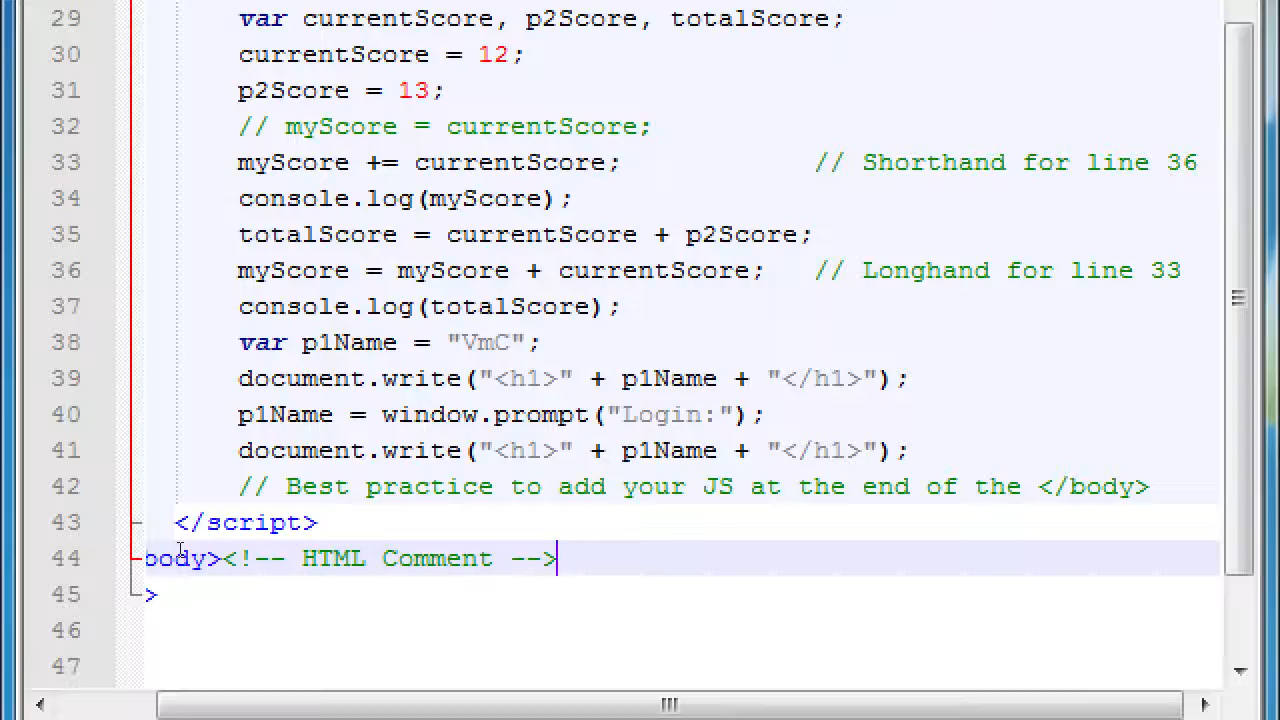 29 var currentScore, p2Score, totalScore;
30 currentScore = 12;
31 p2Score = 13;
32 // myScore = currentScore;
33 myScore += currentScore; // Shorthand for line 36
34 console.log(myScore);
35 totalScore = currentScore + p2Score;
36 myScore = myScore + currentScore; // Longhand for line 33
37 console.log(totalScore);
38 var p1Name = "VmC";
39 document.write("<h1>" + p1Name + "</h1>");
40 p1Name = window.prompt("Login:");
41 document.write("<h1>" + p1Name + "</h1>");
42 // Best practice to add your JS at the end of the </body>
43 </script>
44 body><!-- HTML Comment -->
45 >
46
47